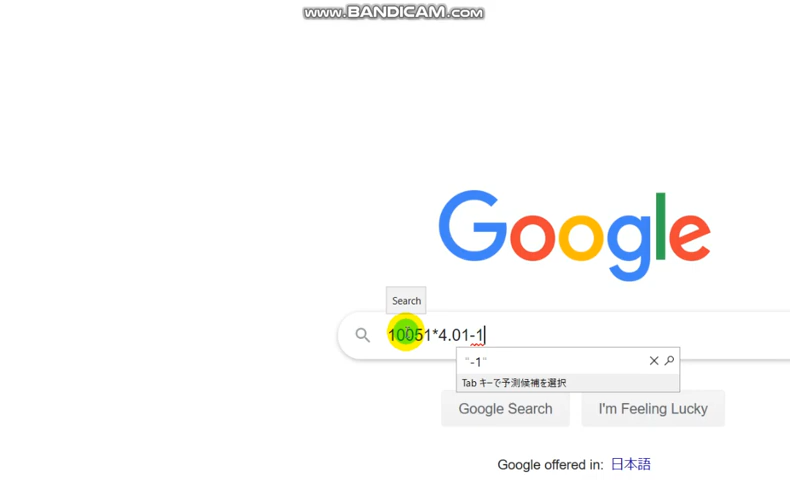 www.BANDICAM.com
Google
Search
10051*4.01-1
"-1"
Tab キーで予測候補を選択
Google Search
I'm Feeling Lucky
Google offered in: 日本語